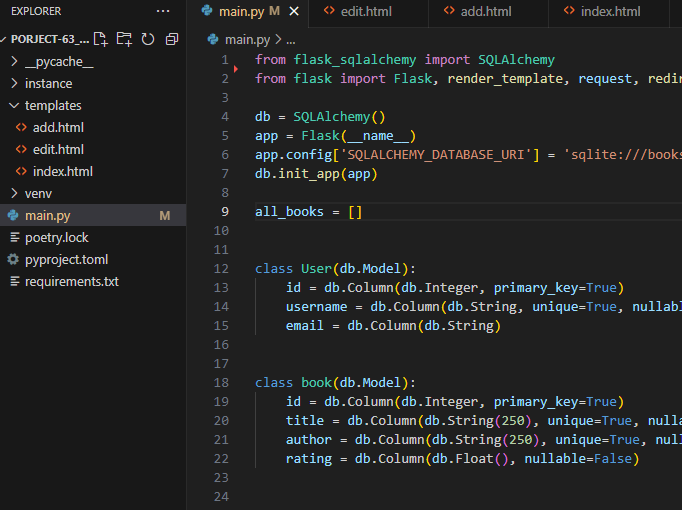 EXPLORER
PORJECT-63_...
__pycache__
instance
templates
add.html
edit.html
index.html
venv
main.py M
poetry.lock
pyproject.toml
requirements.txt
main.py M
edit.html
add.html
index.html
main.py > ...
1 from flask_sqlalchemy import SQLAlchemy
2 from flask import Flask, render_template, request, redir
3
4 db = SQLAlchemy()
5 app = Flask(__name__)
6 app.config['SQLALCHEMY_DATABASE_URI'] = 'sqlite:///books
7 db.init_app(app)
8
9 all_books = []
10
11
12 class User(db.Model):
13 id = db.Column(db.Integer, primary_key=True)
14 username = db.Column(db.String, unique=True, nullabl
15 email = db.Column(db.String)
16
17
18 class book(db.Model):
19 id = db.Column(db.Integer, primary_key=True)
20 title = db.Column(db.String(250), unique=True, nulla
21 author = db.Column(db.String(250), unique=True, null
22 rating = db.Column(db.Float(), nullable=False)
23
24